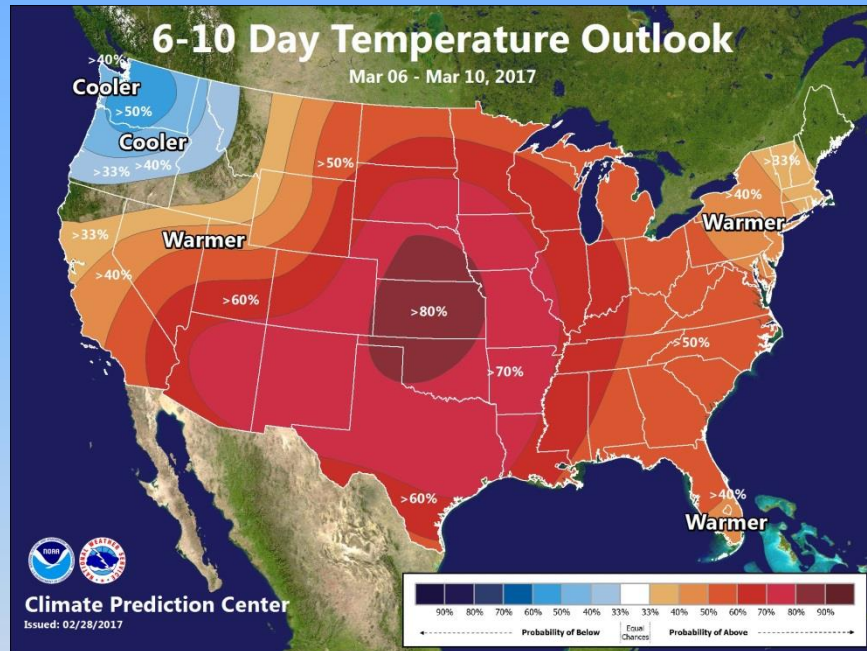 6-10 Day Temperature Outlook
Mar 06 - Mar 10, 2017
>40%
Cooler
>50%
Cooler
>33% >40%
>50%
>33%
>40%
Warmer
Warmer
>33%
>40%
>60%
>80%
>50%
>70%
>60%
>40%
Warmer
NOAA
NATIONAL WEATHER SERVICE
Climate Prediction Center
Issued: 02/28/2017
90% 80% 70% 60% 50% 40% 33% 33% 40% 50% 60% 70% 80% 90%
Probability of Below
Equal Chances
Probability of Above